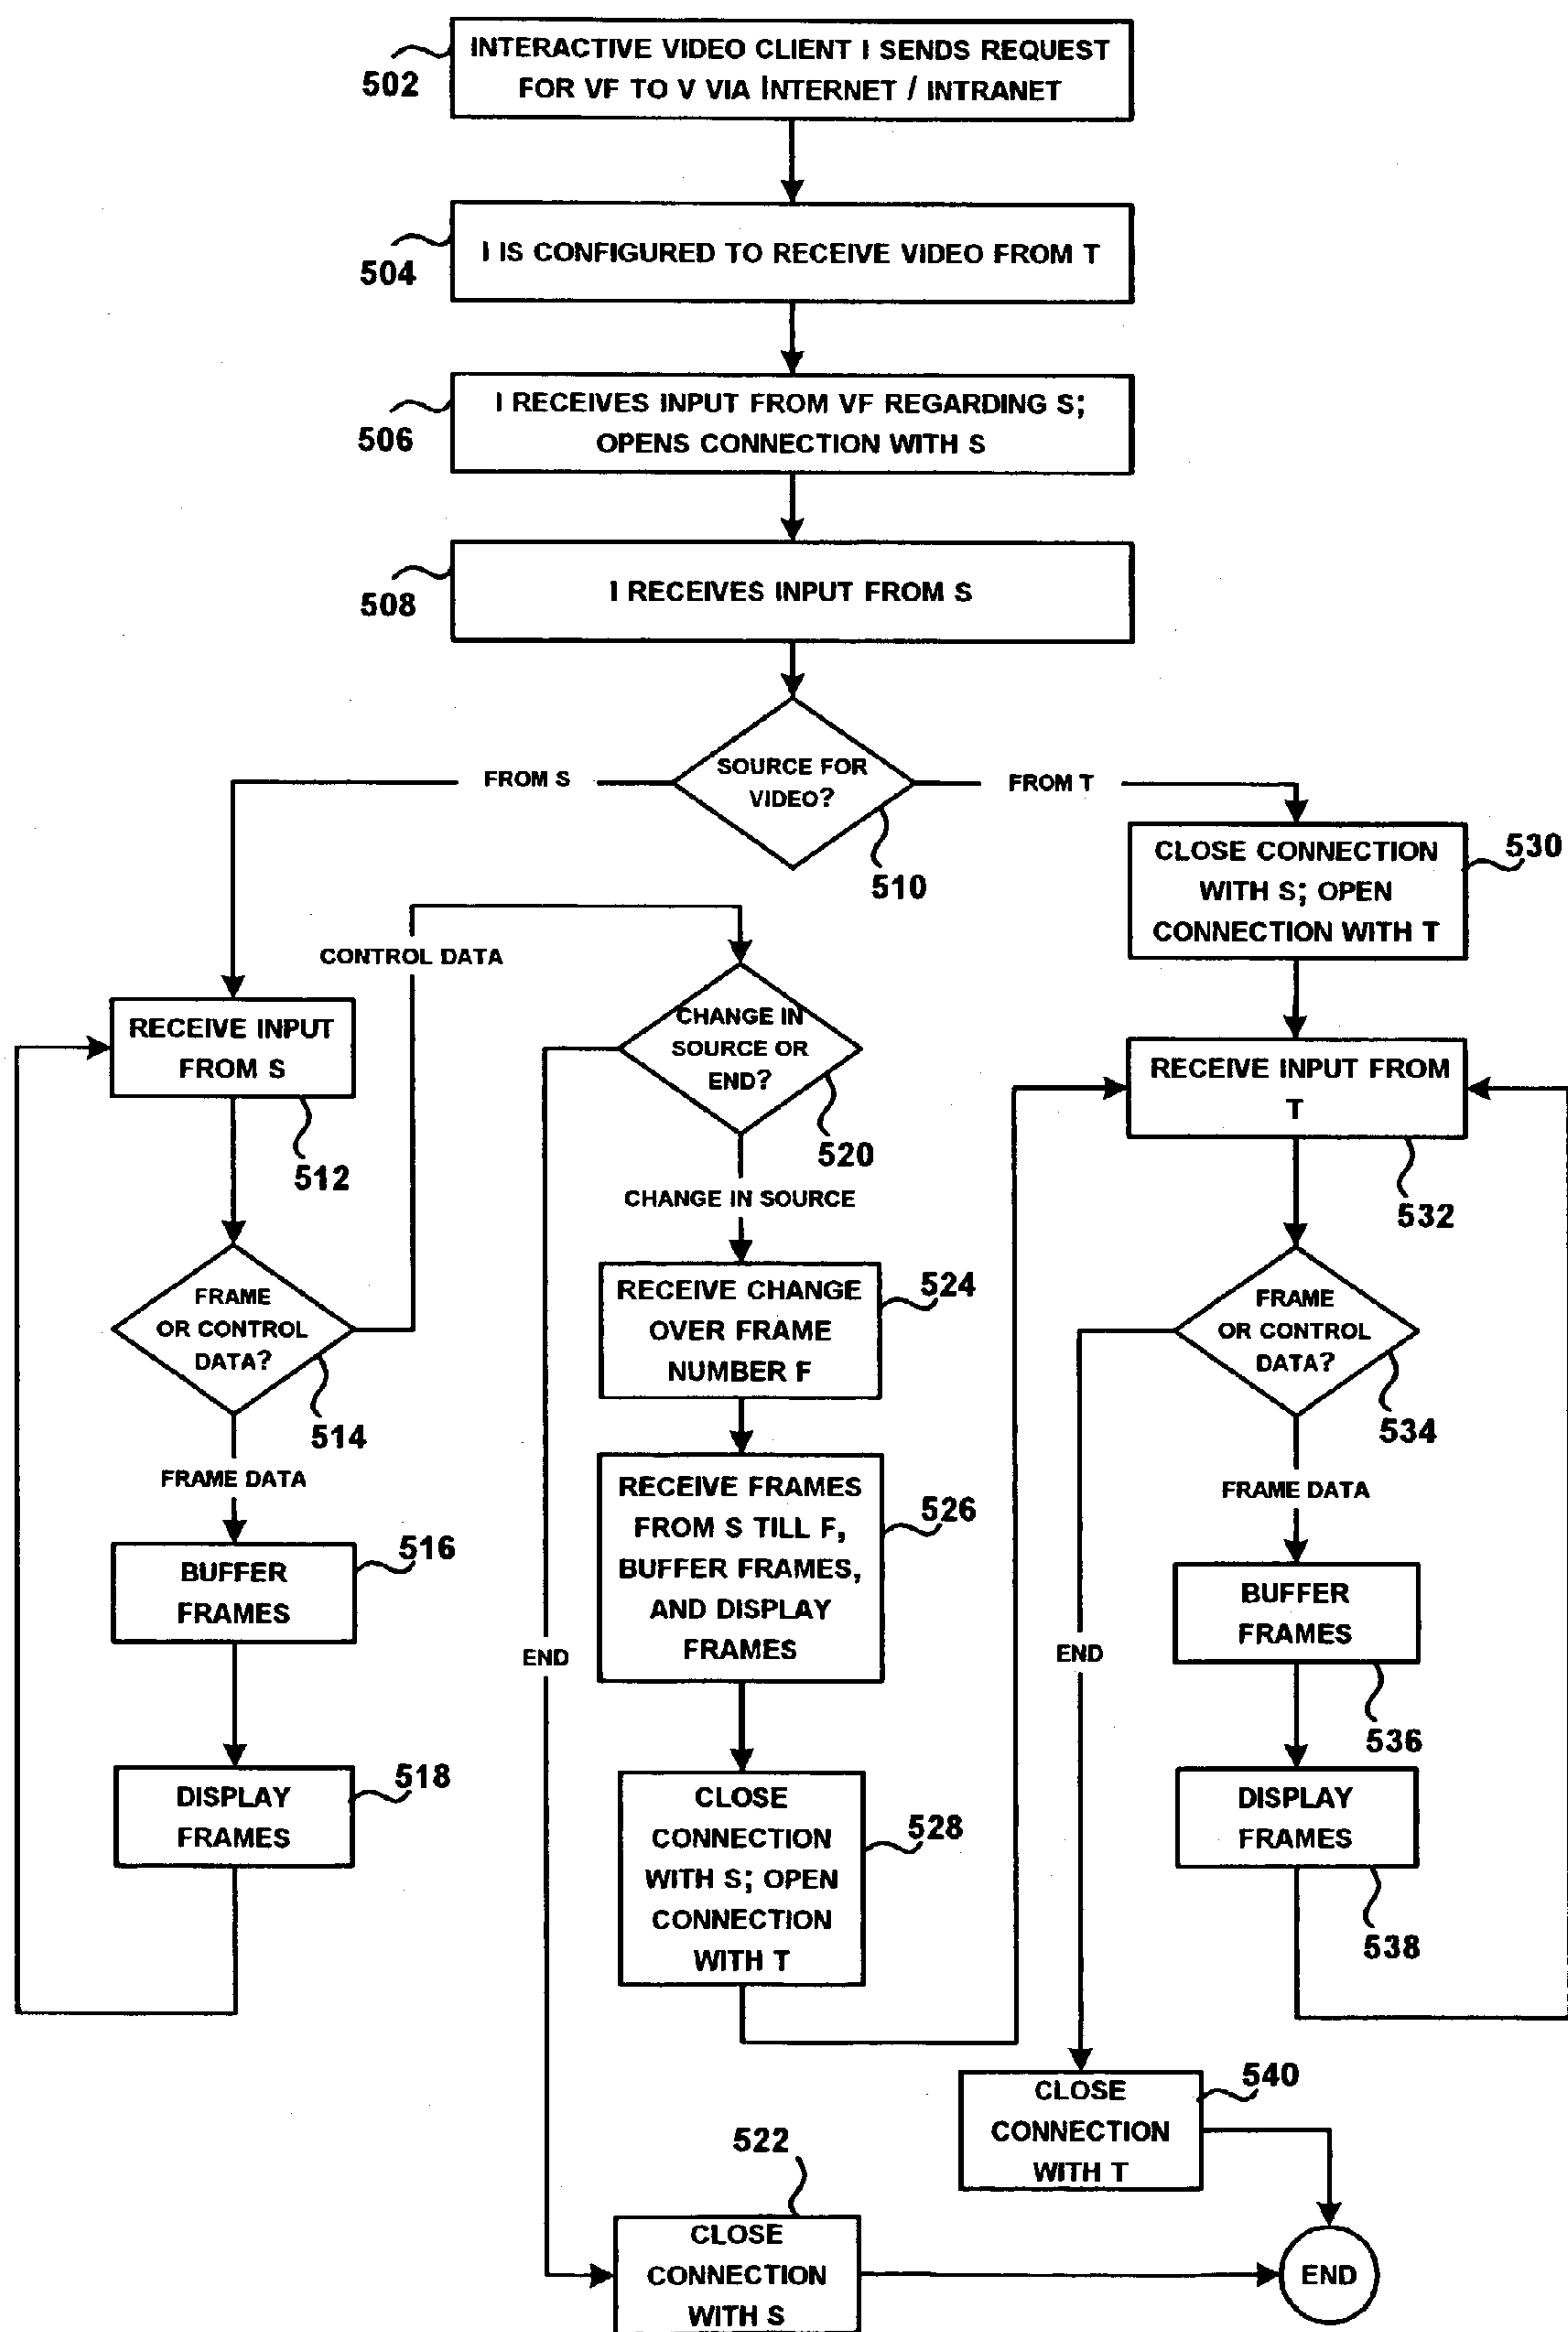 INTERACTIVE VIDEO CLIENT I SENDS REQUEST
FOR VF TO V VIA INTERNET / INTRANET
502
I IS CONFIGURED TO RECEIVE VIDEO FROM T
504
I RECEIVES INPUT FROM VF REGARDING S;
OPENS CONNECTION WITH S
506
I RECEIVES INPUT FROM S
508
SOURCE FOR
VIDEO?
510
FROM S
FROM T
CLOSE CONNECTION
WITH S; OPEN
CONNECTION WITH T
530
CONTROL DATA
RECEIVE INPUT
FROM S
512
CHANGE IN
SOURCE OR
END?
520
RECEIVE INPUT FROM
T
532
CHANGE IN SOURCE
FRAME
OR CONTROL
DATA?
514
RECEIVE CHANGE
OVER FRAME
NUMBER F
524
FRAME
OR CONTROL
DATA?
534
FRAME DATA
FRAME DATA
BUFFER
FRAMES
516
RECEIVE FRAMES
FROM S TILL F,
BUFFER FRAMES,
AND DISPLAY
FRAMES
526
BUFFER
FRAMES
536
END
END
DISPLAY
FRAMES
518
CLOSE
CONNECTION
WITH S; OPEN
CONNECTION
WITH T
528
DISPLAY
FRAMES
538
CLOSE
CONNECTION
WITH T
540
522
CLOSE
CONNECTION
WITH S
END